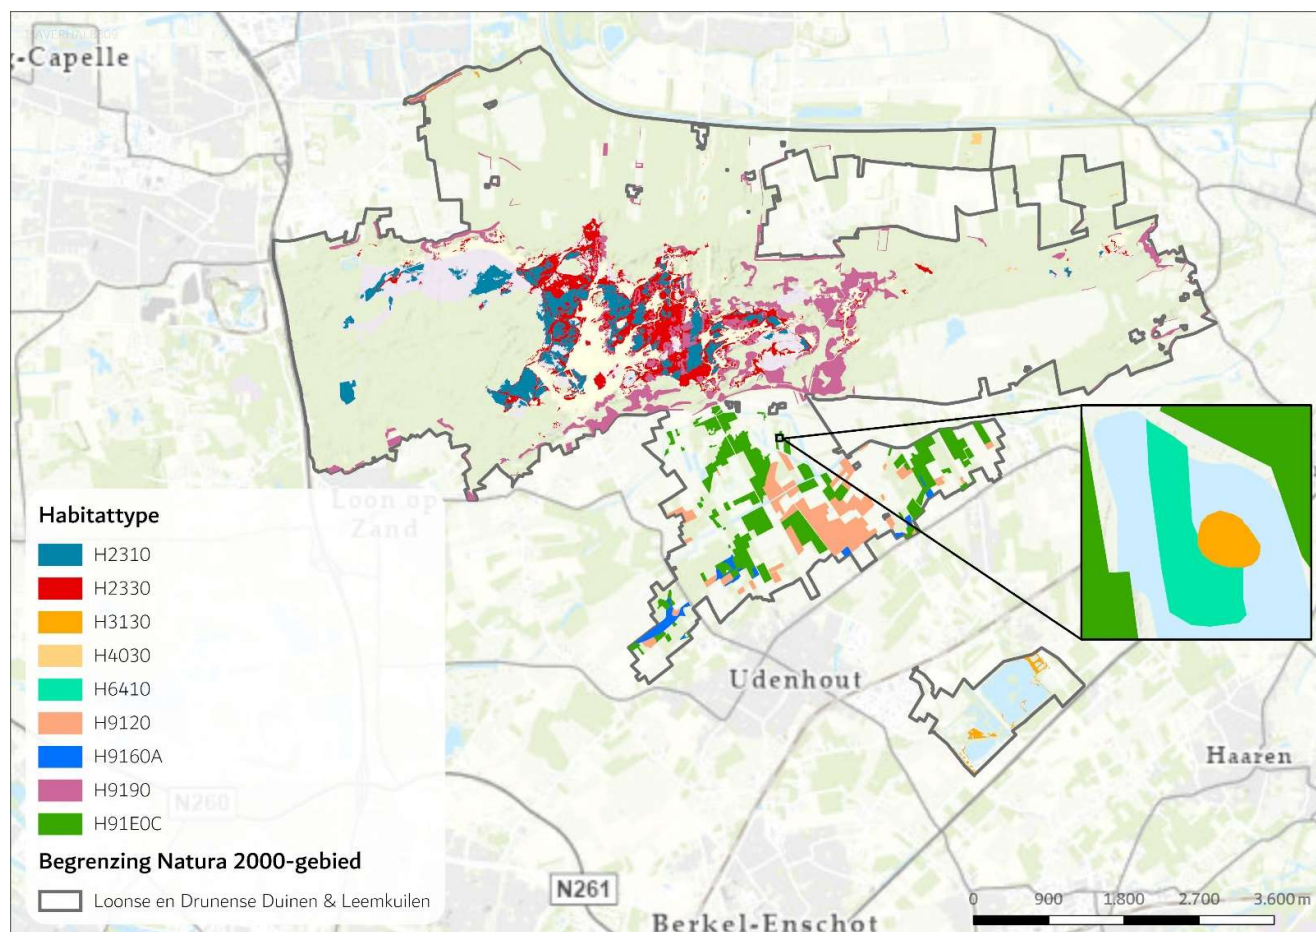 g-Capelle
Loon op
Zand
Habitattype
H2310
H2330
H3130
H4030
H6410
H9120
H9160A
H9190
H91E0C
Begrenzing Natura 2000-gebied
Loonse en Drunense Duinen & Leemkuilen
Udenhout
Haaren
N260
N261
Berkel-Enschot
0 900 1.800 2.700 3.600 m